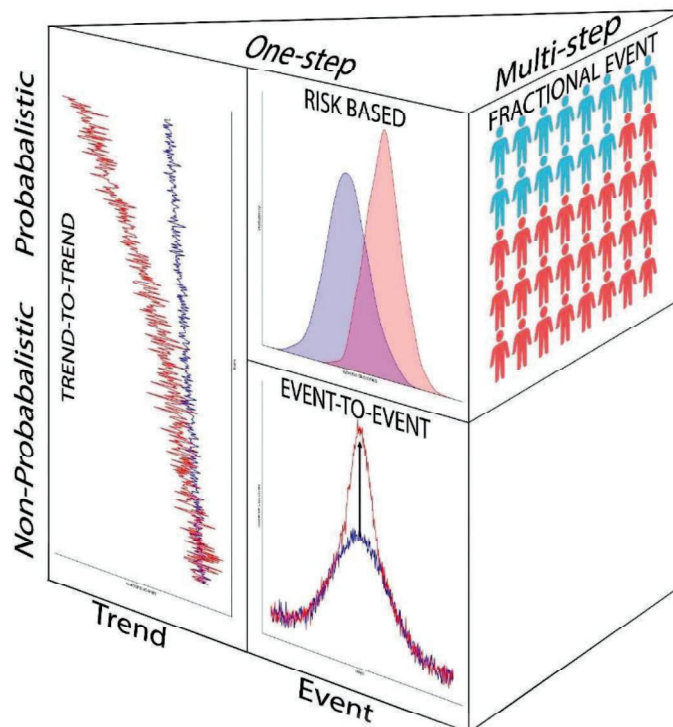 One-step
Multi-step
Probabalistic
Non-Probabalistic
TREND-TO-TREND
RISK BASED
FRACTIONAL EVENT
EVENT-TO-EVENT
Trend
Event